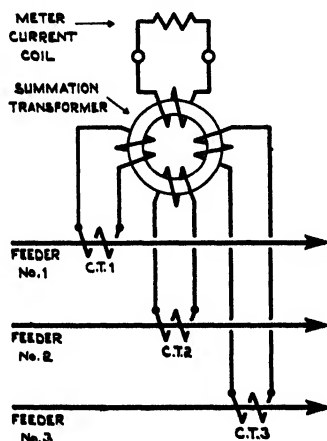 METER
CURRENT
COIL
SUMMATION
TRANSFORMER
FEEDER
No.1
C.T.1
FEEDER
No.2
C.T.2
FEEDER
No.3
C.T.3